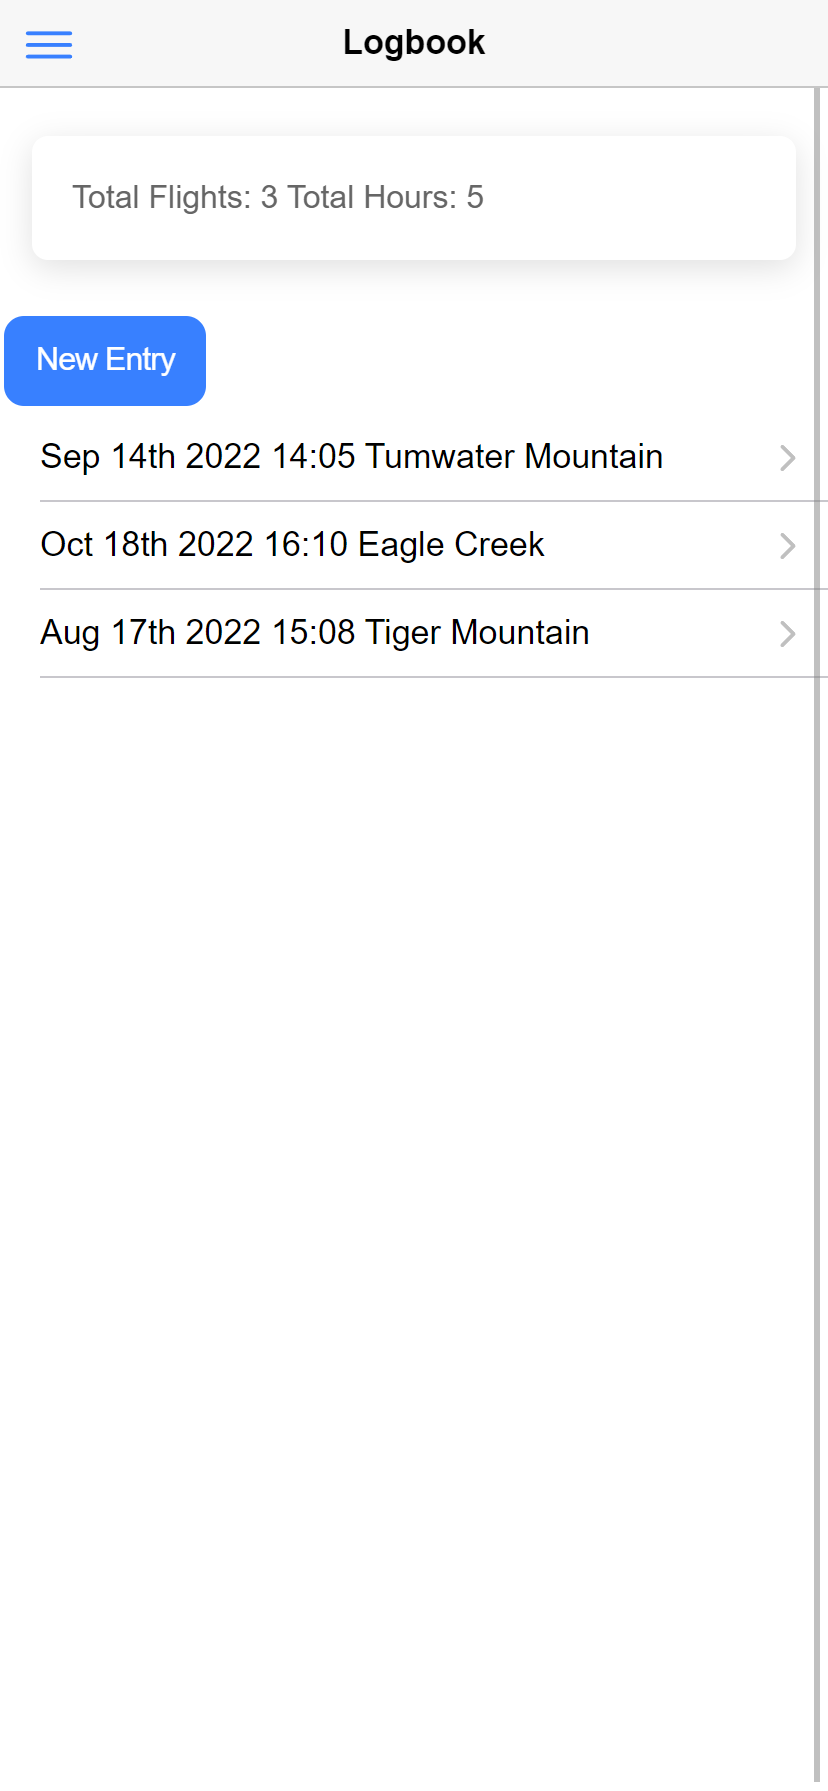 Logbook
Total Flights: 3 Total Hours: 5
New Entry
Sep 14th 2022 14:05 Tumwater Mountain
Oct 18th 2022 16:10 Eagle Creek
Aug 17th 2022 15:08 Tiger Mountain